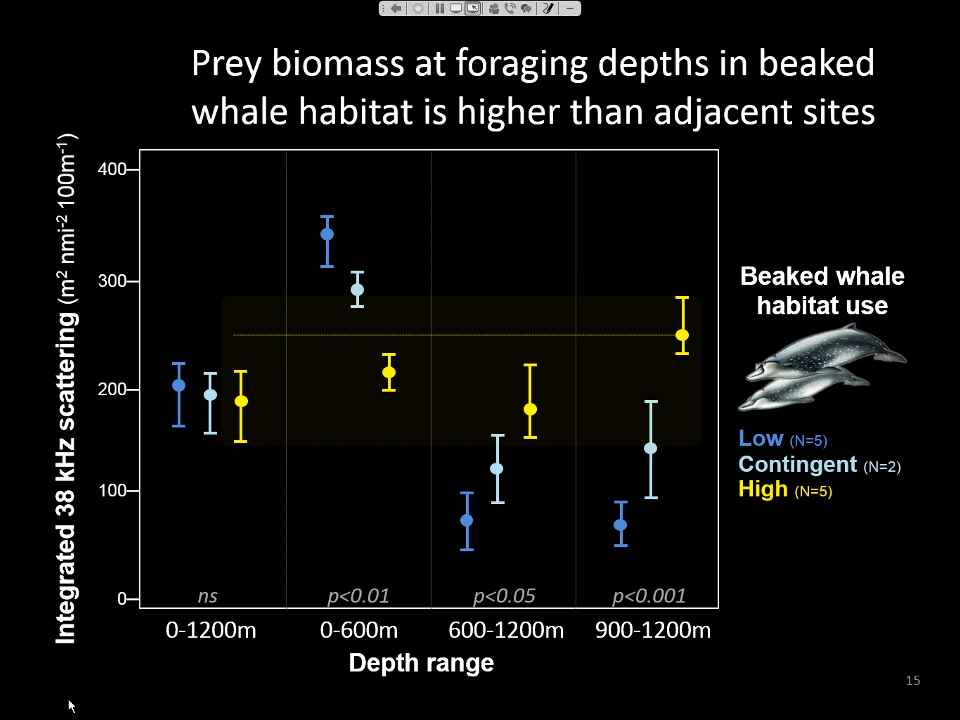 Prey biomass at foraging depths in beaked
whale habitat is higher than adjacent sites
Integrated 38 kHz scattering (m² nmi⁻² 100m⁻¹)
400
300
200
100
0
ns
p<0.01
p<0.05
p<0.001
0-1200m
0-600m
600-1200m
900-1200m
Depth range
Beaked whale
habitat use
Low (N=5)
Contingent (N=2)
High (N=5)
15